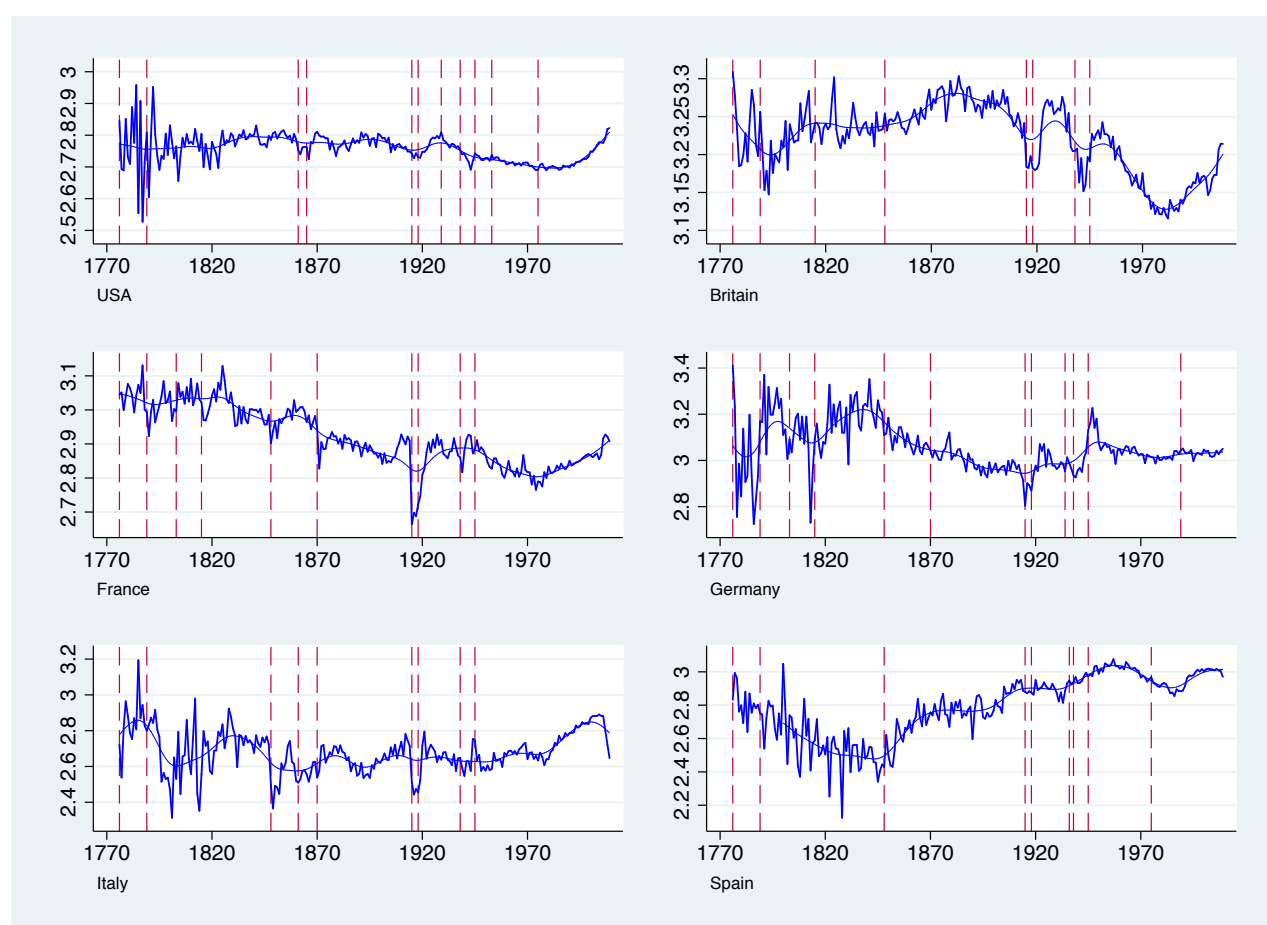 2.5 2.6 2.7 2.8 2.9 3
1770 1820 1870 1920 1970
USA
3.1 3.15 3.2 3.25 3.3
1770 1820 1870 1920 1970
Britain
2.7 2.8 2.9 3 3.1
1770 1820 1870 1920 1970
France
2.8 3 3.2 3.4
1770 1820 1870 1920 1970
Germany
2.4 2.6 2.8 3 3.2
1770 1820 1870 1920 1970
Italy
2.2 2.4 2.6 2.8 3
1770 1820 1870 1920 1970
Spain